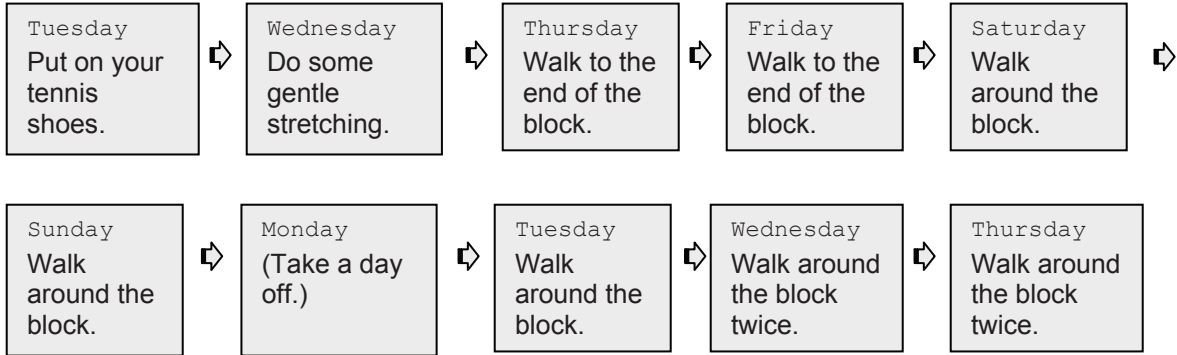 Tuesday
Put on your
tennis
shoes.
Wednesday
Do some
gentle
stretching.
Thursday
Walk to the
end of the
block.
Friday
Walk to the
end of the
block.
Saturday
Walk
around the
block.
Sunday
Walk
around the
block.
Monday
(Take a day
off.)
Tuesday
Walk
around the
block.
Wednesday
Walk around
the block
twice.
Thursday
Walk around
the block
twice.